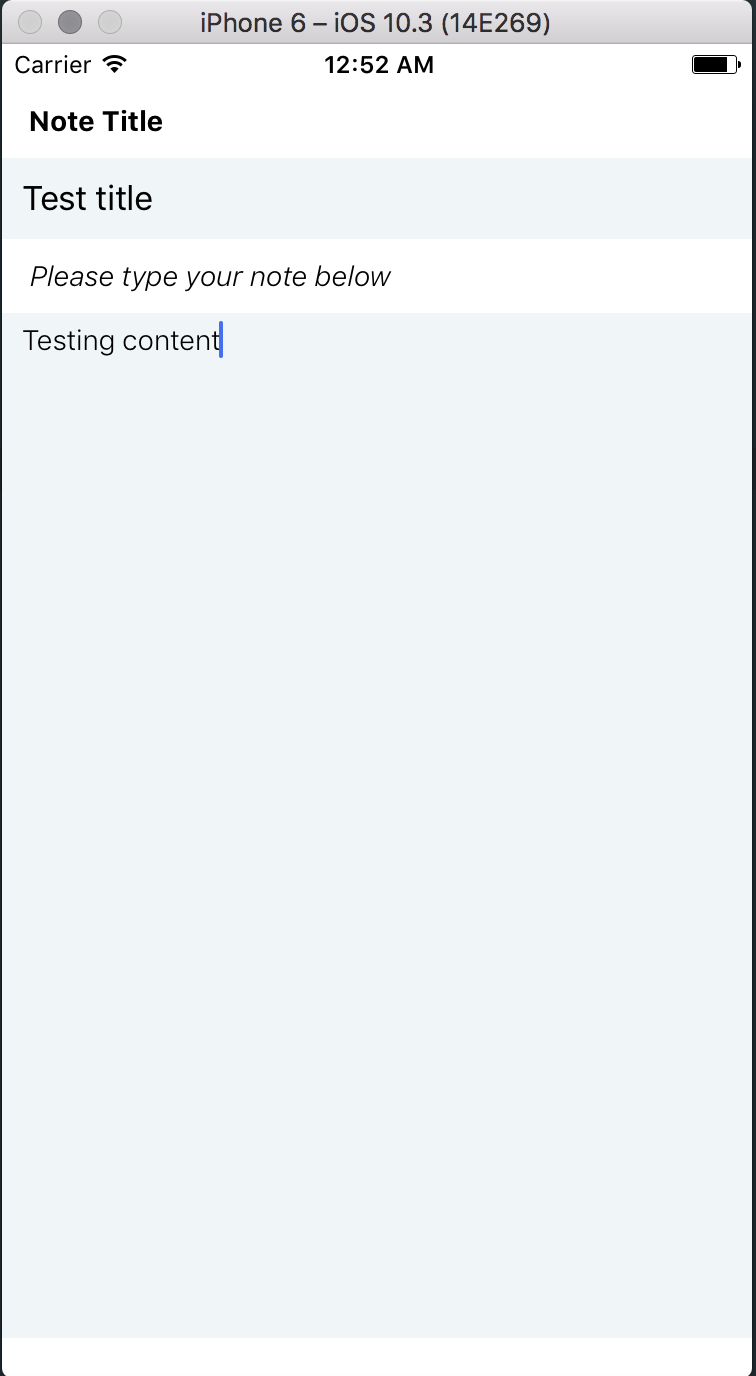 iPhone 6 – iOS 10.3 (14E269)
Carrier 12:52 AM
Note Title
Test title
Please type your note below
Testing content